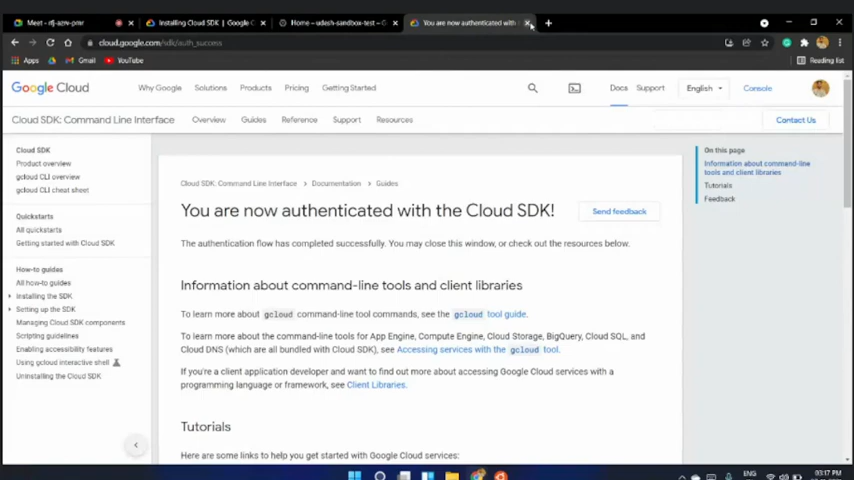 Meet - rfj-aznv-pmr
Installing Cloud SDK | Google C
Home – udesh-sandbox-test – G
You are now authenticated with
cloud.google.com/sdk/auth_success
Apps
Gmail
YouTube
Reading list
Google Cloud
Why Google
Solutions
Products
Pricing
Getting Started
Docs
Support
English
Console
Cloud SDK: Command Line Interface
Overview
Guides
Reference
Support
Resources
Contact Us
Cloud SDK
Product overview
gcloud CLI overview
gcloud CLI cheat sheet
Quickstarts
All quickstarts
Getting started with Cloud SDK
How-to guides
All how-to guides
Installing the SDK
Setting up the SDK
Managing Cloud SDK components
Scripting guidelines
Enabling accessibility features
Using gcloud interactive shell
Uninstalling the Cloud SDK
Cloud SDK: Command Line Interface > Documentation > Guides
You are now authenticated with the Cloud SDK!
Send feedback
The authentication flow has completed successfully. You may close this window, or check out the resources below.
Information about command-line tools and client libraries
To learn more about gcloud command-line tool commands, see the gcloud tool guide.
To learn more about the command-line tools for App Engine, Compute Engine, Cloud Storage, BigQuery, Cloud SQL, and
Cloud DNS (which are all bundled with Cloud SDK), see Accessing services with the gcloud tool.
If you're a client application developer and want to find out more about accessing Google Cloud services with a
programming language or framework, see Client Libraries.
Tutorials
Here are some links to help you get started with Google Cloud services:
On this page
Information about command-line
tools and client libraries
Tutorials
Feedback
ENG
03:17 PM